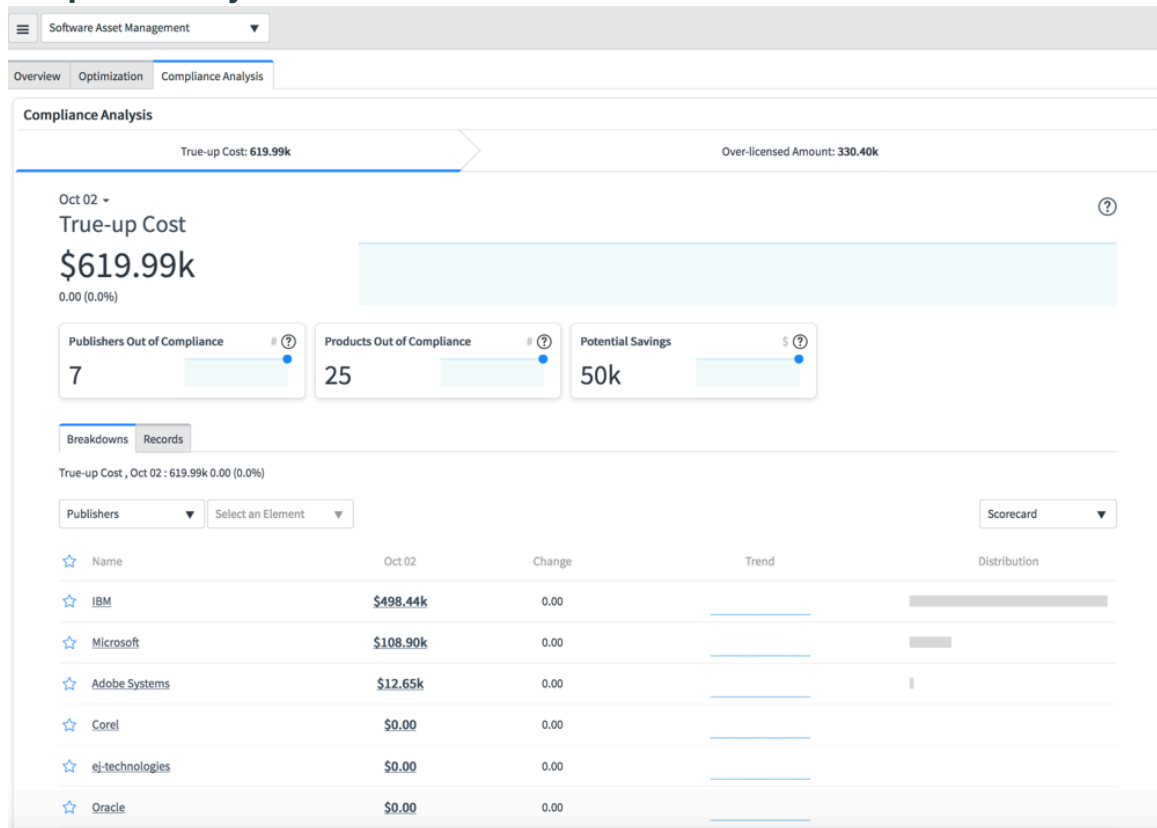 Software Asset Management
Overview Optimization Compliance Analysis
Compliance Analysis
True-up Cost: 619.99k Over-licensed Amount: 330.40k
Oct 02
True-up Cost
$619.99k
0.00 (0.0%)
Publishers Out of Compliance # ?
7
Products Out of Compliance # ?
25
Potential Savings $ ?
50k
Breakdowns Records
True-up Cost , Oct 02 : 619.99k 0.00 (0.0%)
Publishers Select an Element Scorecard
Name Oct 02 Change Trend Distribution
IBM $498.44k 0.00
Microsoft $108.90k 0.00
Adobe Systems $12.65k 0.00
Corel $0.00 0.00
ej-technologies $0.00 0.00
Oracle $0.00 0.00